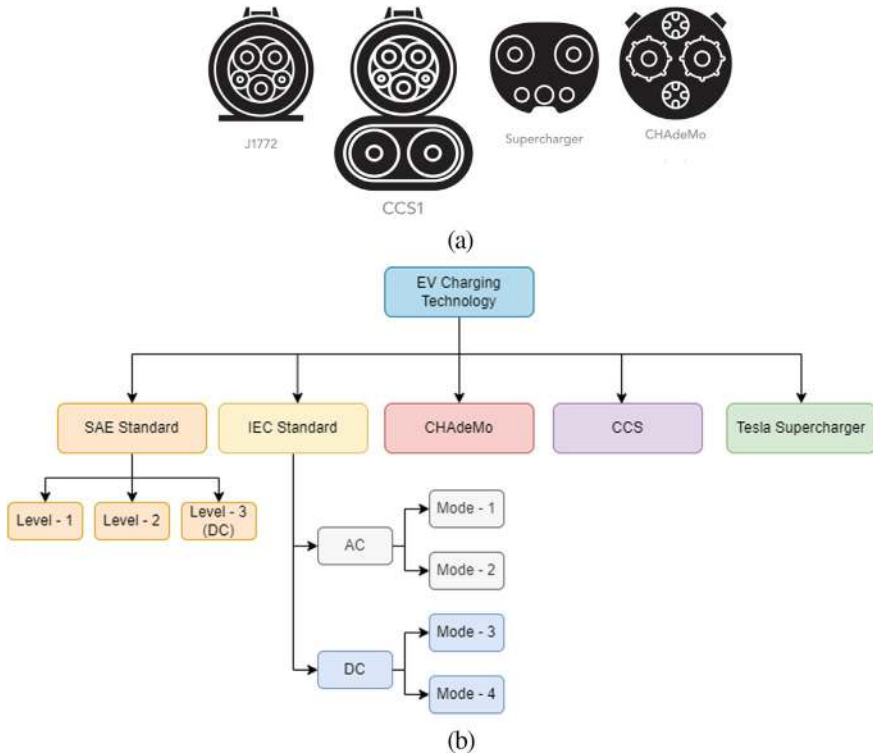 J1772
CCS1
Supercharger
CHAdeMo
(a)
EV Charging
Technology
SAE Standard
IEC Standard
CHAdeMo
CCS
Tesla Supercharger
Level - 1
Level - 2
Level - 3
(DC)
AC
Mode - 1
Mode - 2
DC
Mode - 3
Mode - 4
(b)